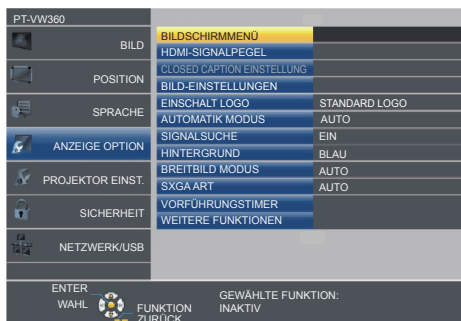 PT-VW360
BILD
POSITION
SPRACHE
ANZEIGE OPTION
PROJEKTOR EINST.
SICHERHEIT
NETZWERK/USB
BILDSCHIRMMENÜ
HDMI-SIGNALPEGEL
CLOSED CAPTION EINSTELLUNG
BILD-EINSTELLUNGEN
EINSCHALT LOGO STANDARD LOGO
AUTOMATIK MODUS AUTO
SIGNALSUCHE EIN
HINTERGRUND BLAU
BREITBILD MODUS AUTO
SXGA ART AUTO
VORFÜHRUNGSTIMER
WEITERE FUNKTIONEN
ENTER
WAHL
FUNKTION
ZURÜCK
GEWÄHLTE FUNKTION:
INAKTIV